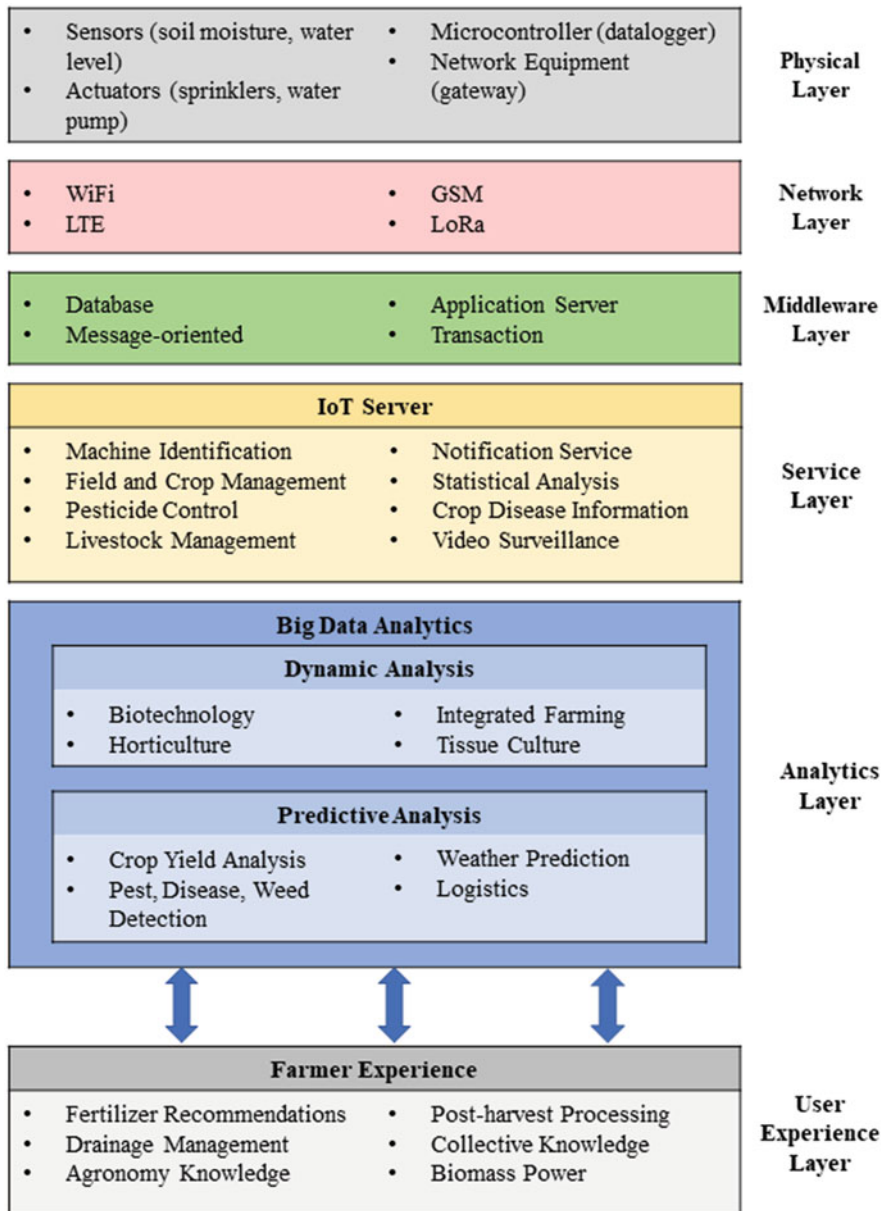 • Sensors (soil moisture, water level)
• Actuators (sprinklers, water pump)
• Microcontroller (datalogger)
• Network Equipment (gateway)
Physical Layer
• WiFi
• LTE
• GSM
• LoRa
Network Layer
• Database
• Message-oriented
• Application Server
• Transaction
Middleware Layer
IoT Server
• Machine Identification
• Field and Crop Management
• Pesticide Control
• Livestock Management
• Notification Service
• Statistical Analysis
• Crop Disease Information
• Video Surveillance
Service Layer
Big Data Analytics
Dynamic Analysis
• Biotechnology
• Horticulture
• Integrated Farming
• Tissue Culture
Predictive Analysis
• Crop Yield Analysis
• Pest, Disease, Weed Detection
• Weather Prediction
• Logistics
Analytics Layer
Farmer Experience
• Fertilizer Recommendations
• Drainage Management
• Agronomy Knowledge
• Post-harvest Processing
• Collective Knowledge
• Biomass Power
User Experience Layer